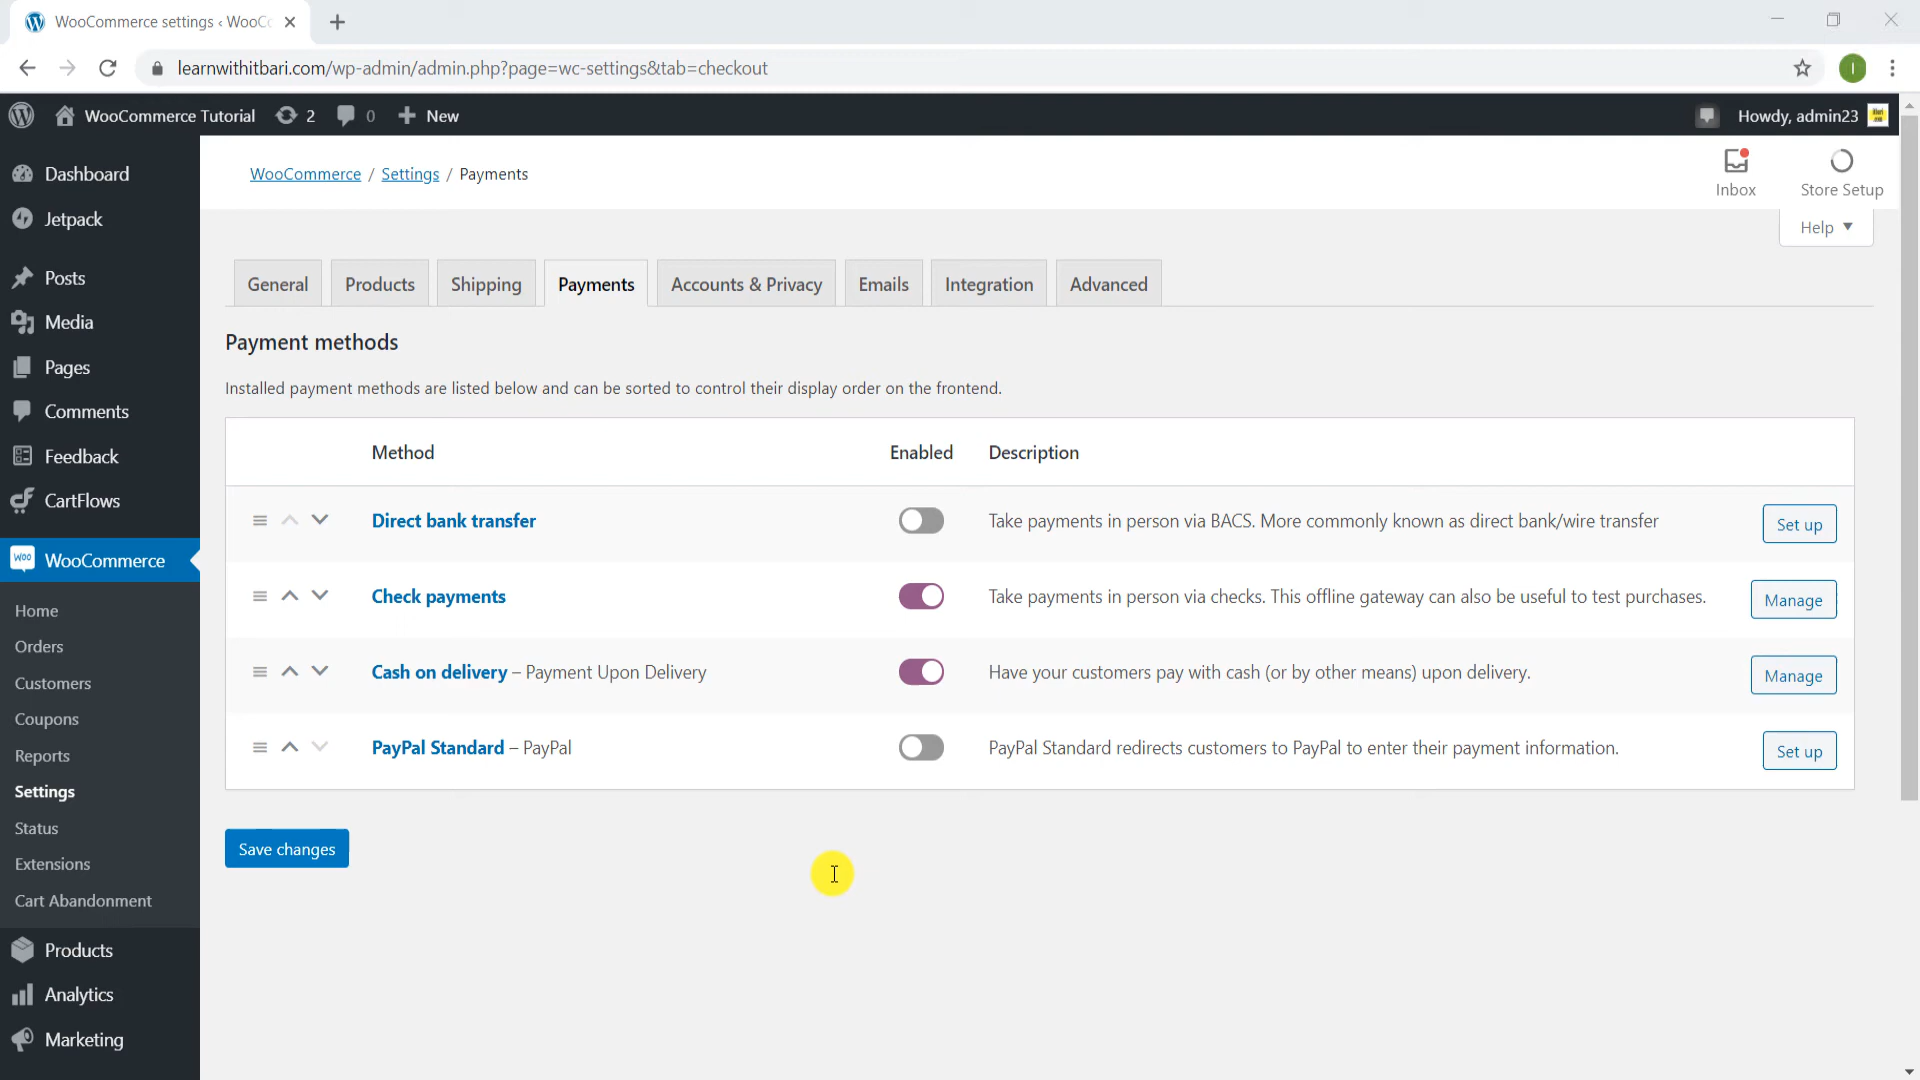 WooCommerce settings ‹ WooCo
learnwithitbari.com/wp-admin/admin.php?page=wc-settings&tab=checkout
I
WooCommerce Tutorial
2
0
New
Howdy, admin23
Dashboard
Jetpack
Posts
Media
Pages
Comments
Feedback
CartFlows
WooCommerce
Home
Orders
Customers
Coupons
Reports
Settings
Status
Extensions
Cart Abandonment
Products
Analytics
Marketing
WooCommerce / Settings / Payments
Inbox
Store Setup
Help
General
Products
Shipping
Payments
Accounts & Privacy
Emails
Integration
Advanced
Payment methods
Installed payment methods are listed below and can be sorted to control their display order on the frontend.
Method Enabled Description
Direct bank transfer Take payments in person via BACS. More commonly known as direct bank/wire transfer Set up
Check payments Take payments in person via checks. This offline gateway can also be useful to test purchases. Manage
Cash on delivery – Payment Upon Delivery Have your customers pay with cash (or by other means) upon delivery. Manage
PayPal Standard – PayPal PayPal Standard redirects customers to PayPal to enter their payment information. Set up
Save changes